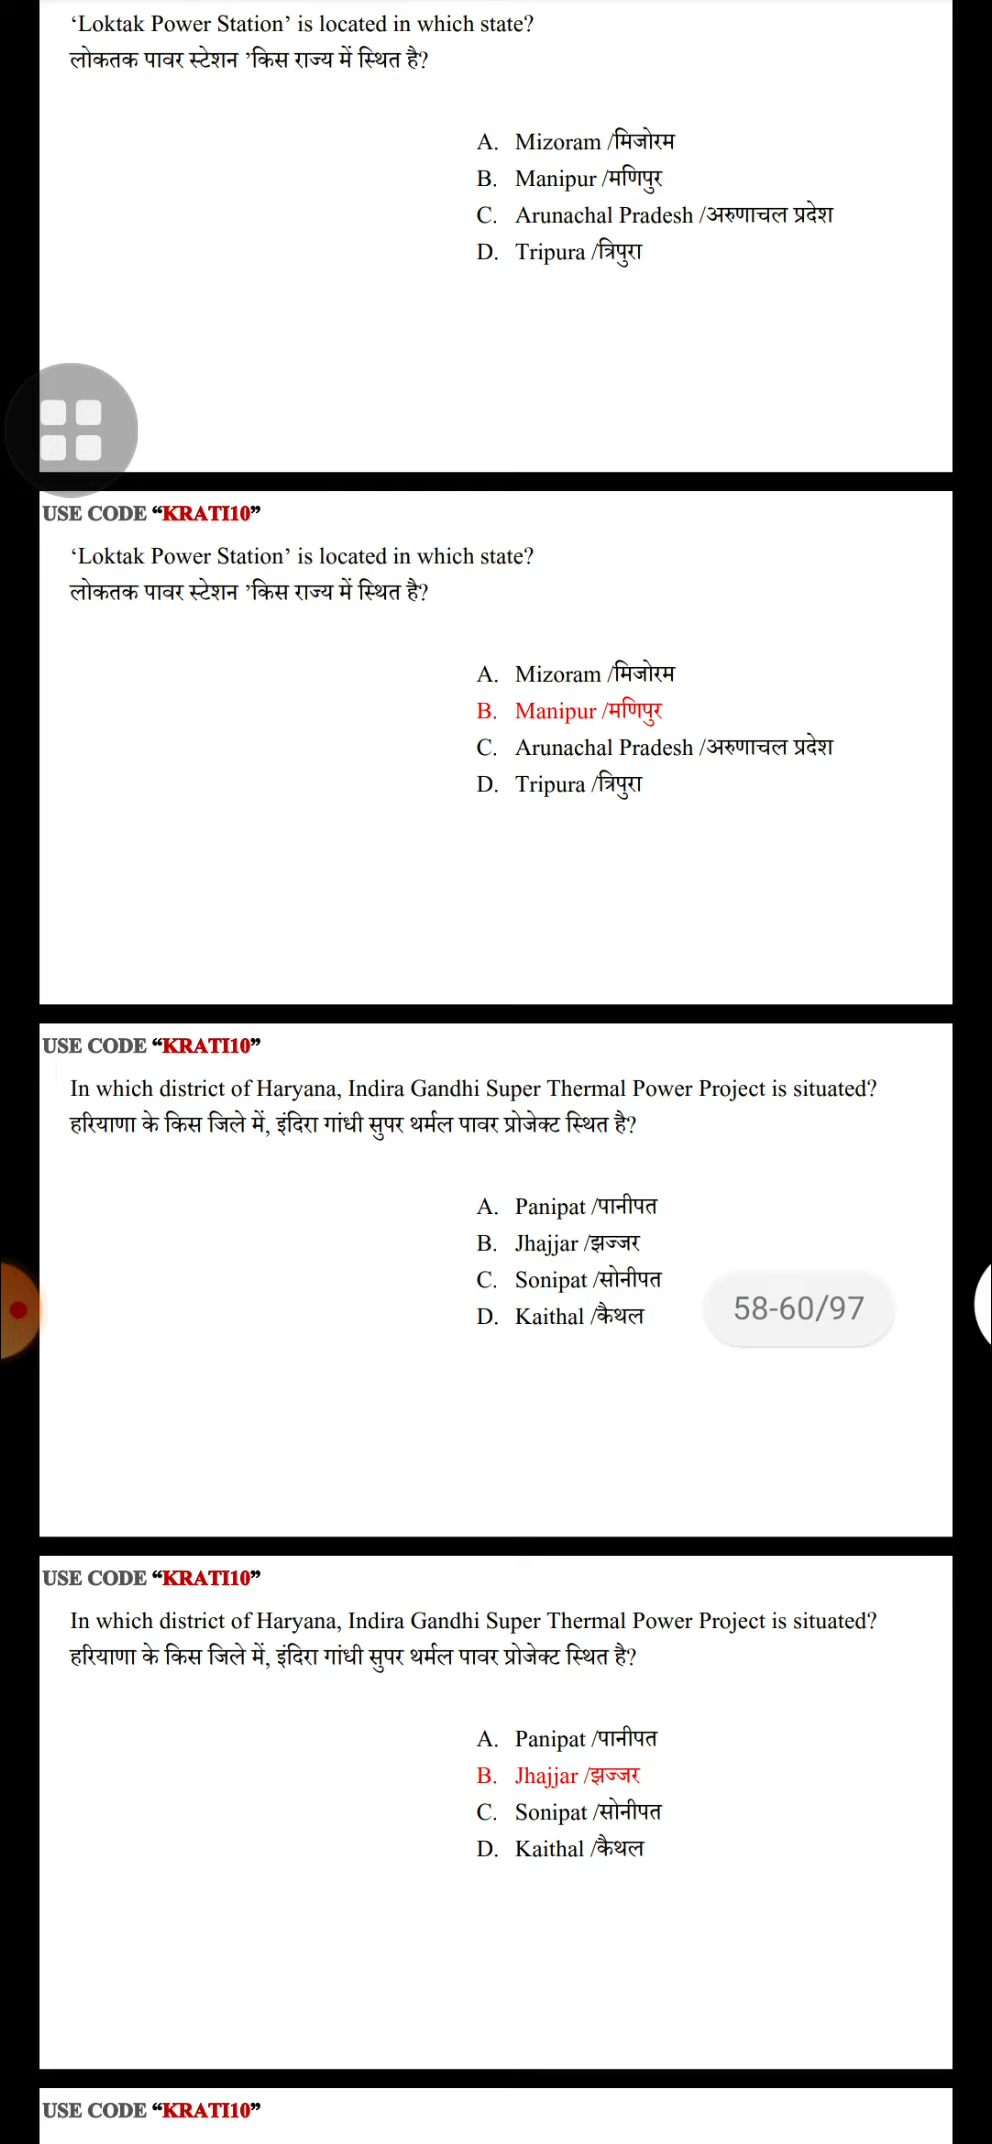 ‘Loktak Power Station’ is located in which state?
लोकतक पावर स्टेशन ’किस राज्य में स्थित है?
A. Mizoram /मिजोरम
B. Manipur /मणिपुर
C. Arunachal Pradesh /अरुणाचल प्रदेश
D. Tripura /त्रिपुरा
USE CODE “KRATI10”
‘Loktak Power Station’ is located in which state?
लोकतक पावर स्टेशन ’किस राज्य में स्थित है?
A. Mizoram /मिजोरम
B. Manipur /मणिपुर
C. Arunachal Pradesh /अरुणाचल प्रदेश
D. Tripura /त्रिपुरा
USE CODE “KRATI10”
In which district of Haryana, Indira Gandhi Super Thermal Power Project is situated?
हरियाणा के किस जिले में, इंदिरा गांधी सुपर थर्मल पावर प्रोजेक्ट स्थित है?
A. Panipat /पानीपत
B. Jhajjar /झज्जर
C. Sonipat /सोनीपत
D. Kaithal /कैथल
58-60/97
USE CODE “KRATI10”
In which district of Haryana, Indira Gandhi Super Thermal Power Project is situated?
हरियाणा के किस जिले में, इंदिरा गांधी सुपर थर्मल पावर प्रोजेक्ट स्थित है?
A. Panipat /पानीपत
B. Jhajjar /झज्जर
C. Sonipat /सोनीपत
D. Kaithal /कैथल
USE CODE “KRATI10”